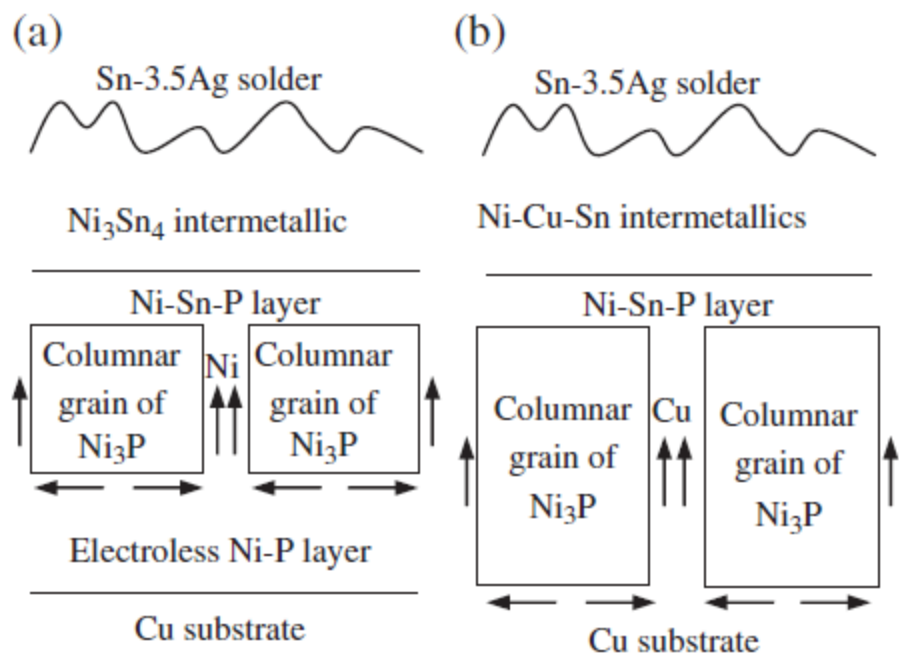 (a)
Sn-3.5Ag solder
Ni₃Sn₄ intermetallic
Ni-Sn-P layer
Columnar
grain of
Ni₃P
Ni
Columnar
grain of
Ni₃P
Electroless Ni-P layer
Cu substrate
(b)
Sn-3.5Ag solder
Ni-Cu-Sn intermetallics
Ni-Sn-P layer
Columnar
grain of
Ni₃P
Cu
Columnar
grain of
Ni₃P
Cu substrate